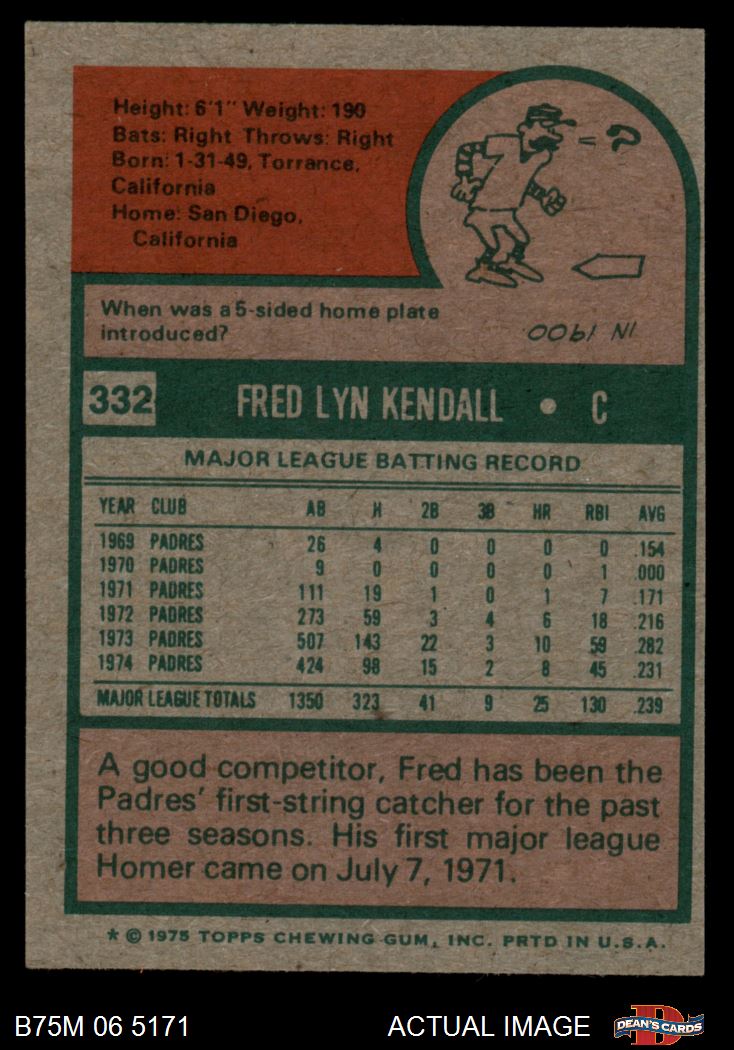 Height: 6'1" Weight: 190
Bats: Right Throws: Right
Born: 1-31-49, Torrance,
California
Home: San Diego,
California
When was a 5-sided home plate
introduced?
IN 1900
332 FRED LYN KENDALL • C
MAJOR LEAGUE BATTING RECORD
YEAR CLUB AB H 2B 3B HR RBI AVG
1969 PADRES 26 4 0 0 0 0 .154
1970 PADRES 9 0 0 0 0 1 .000
1971 PADRES 111 19 1 0 1 7 .171
1972 PADRES 273 59 3 4 6 18 .216
1973 PADRES 507 143 22 3 10 59 .282
1974 PADRES 424 98 15 2 8 45 .231
MAJOR LEAGUE TOTALS 1350 323 41 9 25 130 .239
A good competitor, Fred has been the
Padres' first-string catcher for the past
three seasons. His first major league
Homer came on July 7, 1971.
* © 1975 TOPPS CHEWING GUM, INC. PRTD IN U.S.A.
B75M 06 5171 ACTUAL IMAGE
DEAN'S CARDS